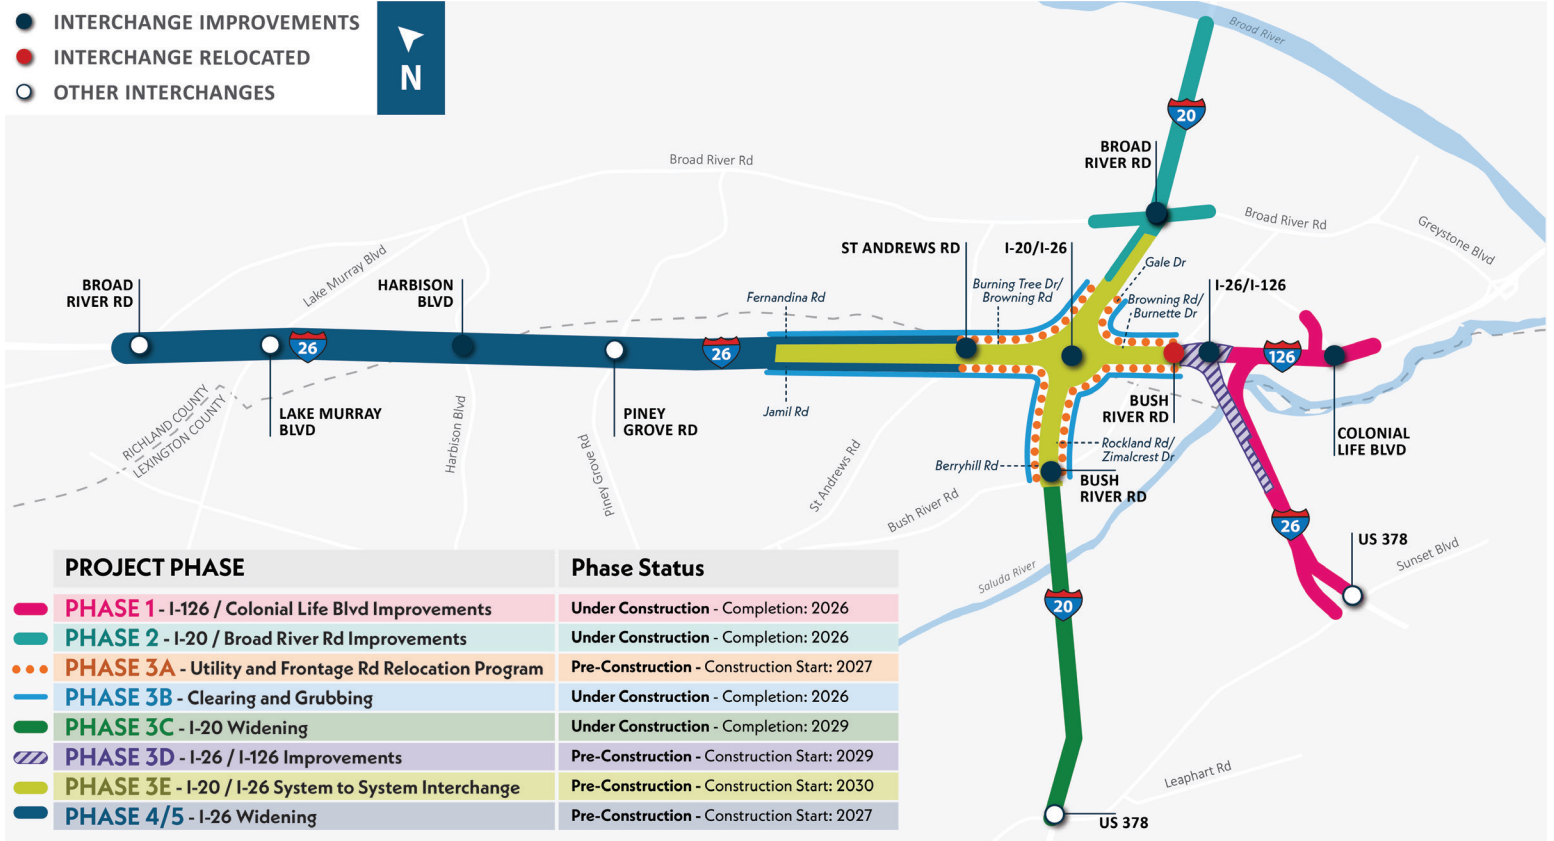 INTERCHANGE IMPROVEMENTS
INTERCHANGE RELOCATED
OTHER INTERCHANGES
N
Broad River
20
BROAD
RIVER RD
Broad River Rd
Broad River Rd
Greystone Blvd
ST ANDREWS RD
I-20/I-26
Gale Dr
Lake Murray Blvd
BROAD
RIVER RD
HARBISON
BLVD
Fernandina Rd
Burning Tree Dr/
Browning Rd
Browning Rd/
Burnette Dr
I-26/I-126
26
26
126
RICHLAND COUNTY
LEXINGTON COUNTY
LAKE MURRAY
BLVD
Harbison Blvd
Piney Grove Rd
PINEY
GROVE RD
Jamil Rd
St Andrews Rd
Bush River Rd
Berryhill Rd
Rockland Rd/
Zimalcrest Dr
BUSH
RIVER RD
BUSH
RIVER RD
COLONIAL
LIFE BLVD
26
US 378
Sunset Blvd
Saluda River
20
Leaphart Rd
US 378
PROJECT PHASE Phase Status
PHASE 1 - I-126 / Colonial Life Blvd Improvements Under Construction - Completion: 2026
PHASE 2 - I-20 / Broad River Rd Improvements Under Construction - Completion: 2026
PHASE 3A - Utility and Frontage Rd Relocation Program Pre-Construction - Construction Start: 2027
PHASE 3B - Clearing and Grubbing Under Construction - Completion: 2026
PHASE 3C - I-20 Widening Under Construction - Completion: 2029
PHASE 3D - I-26 / I-126 Improvements Pre-Construction - Construction Start: 2029
PHASE 3E - I-20 / I-26 System to System Interchange Pre-Construction - Construction Start: 2030
PHASE 4/5 - I-26 Widening Pre-Construction - Construction Start: 2027